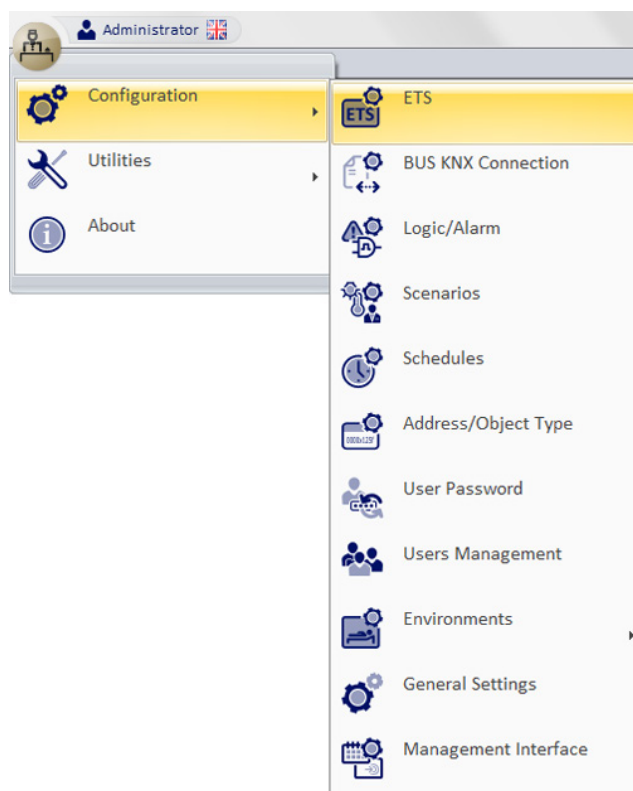 Administrator
Configuration
Utilities
About
ETS
ETS
BUS KNX Connection
Logic/Alarm
Scenarios
Schedules
Address/Object Type
User Password
Users Management
Environments
General Settings
Management Interface